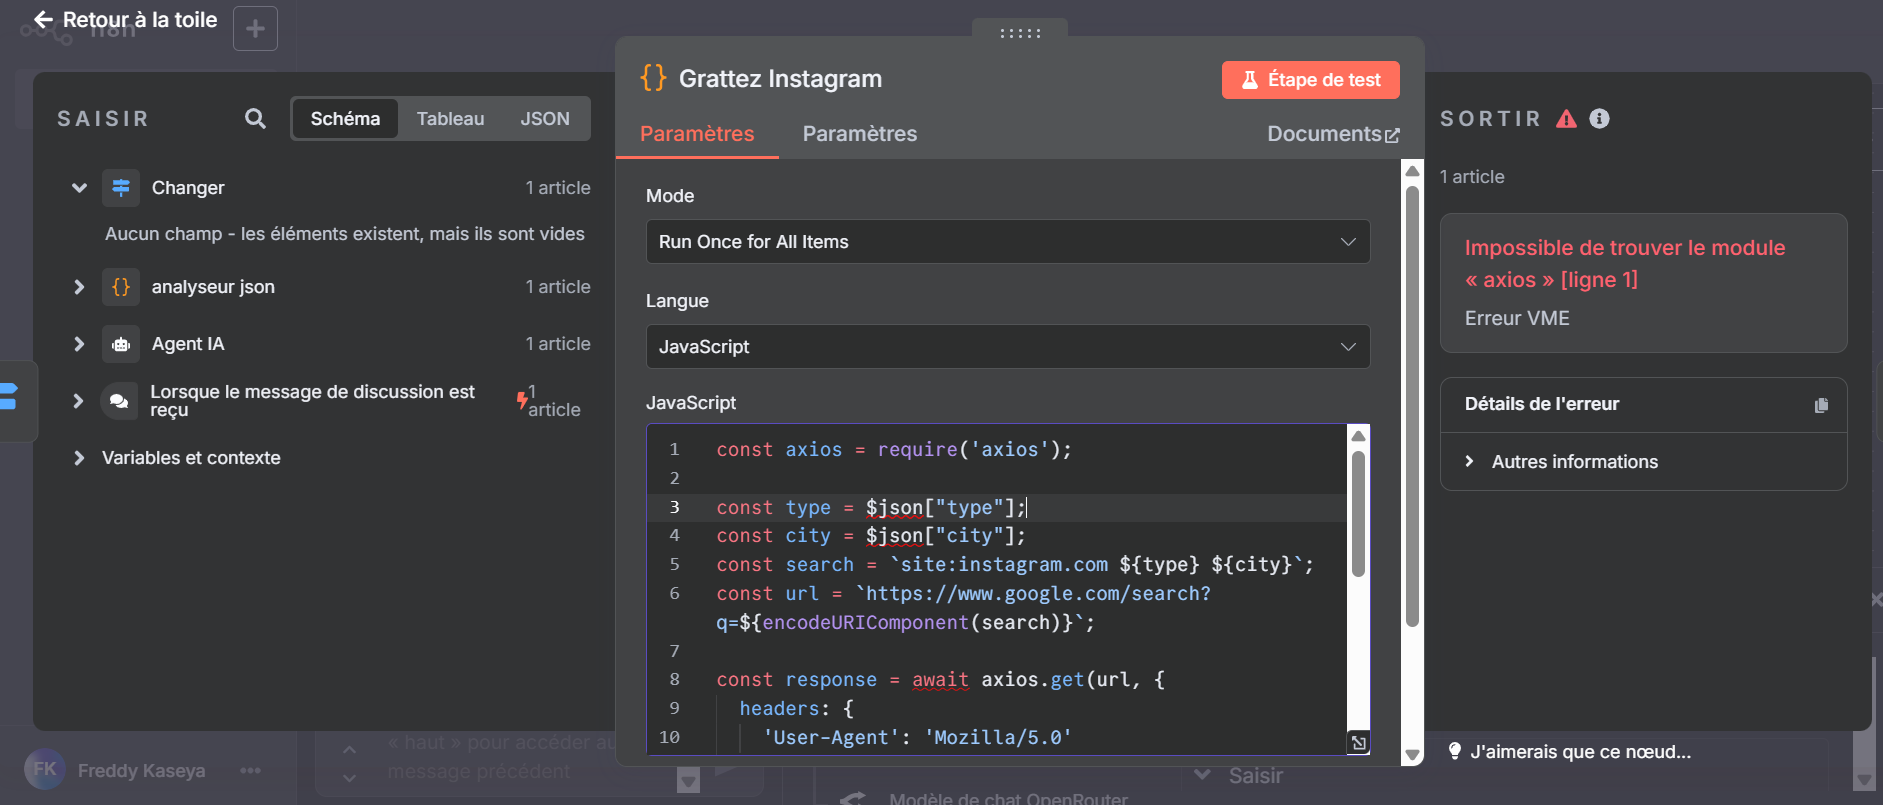 Retour à la toile
n8n
SAISIR
Schéma
Tableau
JSON
Changer
1 article
Aucun champ - les éléments existent, mais ils sont vides
analyseur json
1 article
Agent IA
1 article
Lorsque le message de discussion est
reçu
1
article
Variables et contexte
FK
Freddy Kaseya
« haut » pour accéder au
message précédent
Grattez Instagram
Étape de test
Paramètres
Paramètres
Documents
Mode
Run Once for All Items
Langue
JavaScript
JavaScript
1 const axios = require('axios');
2
3 const type = $json["type"];
4 const city = $json["city"];
5 const search = `site:instagram.com ${type} ${city}`;
6 const url = `https://www.google.com/search?
q=${encodeURIComponent(search)}`;
7
8 const response = await axios.get(url, {
9 headers: {
10 'User-Agent': 'Mozilla/5.0'
Saisir
Modèle de chat OpenRouter
SORTIR
1 article
Impossible de trouver le module
« axios » [ligne 1]
Erreur VME
Détails de l'erreur
Autres informations
J'aimerais que ce nœud...